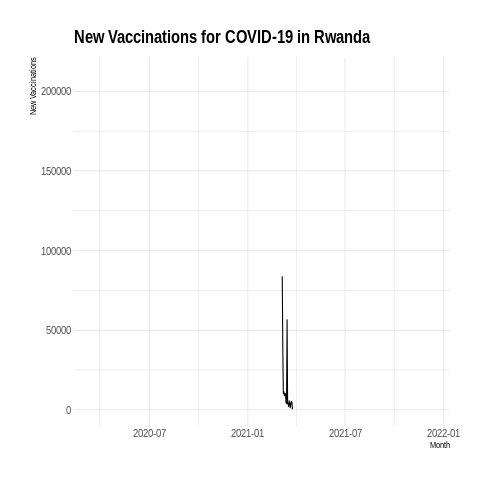 New Vaccinations for COVID-19 in Rwanda
New Vaccinations
200000
150000
100000
50000
0
2020-07 2021-01 2021-07 2022-01
Month